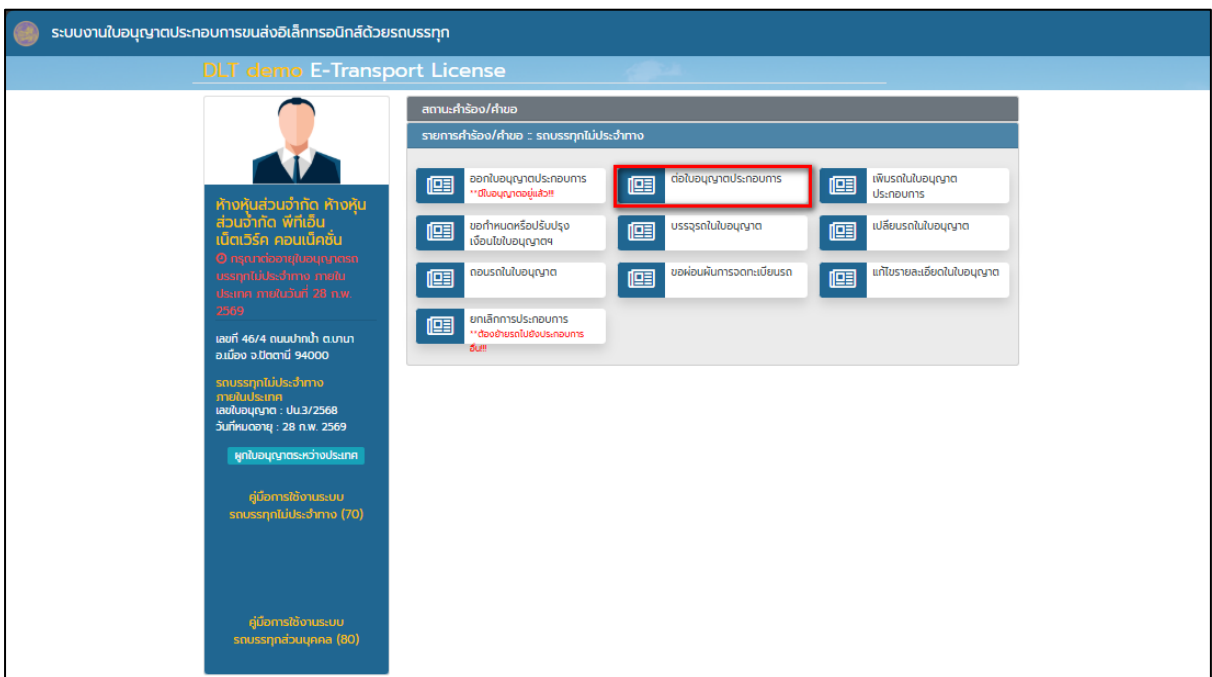 ระบบงานใบอนุญาตประกอบการขนส่งอิเล็กทรอนิกส์ด้วยรถบรรทุก
DLT demo E-Transport License
ห้างหุ้นส่วนจำกัด ห้างหุ้น
ส่วนจำกัด พีทีเอ็น
เน็ตเวิร์ค คอนเน็คชั่น
กรุณาต่ออายุใบอนุญาตรถ
บรรทุกไม่ประจำทาง ภายใน
ประเทศ ภายในวันที่ 28 ก.พ.
2569
เลขที่ 46/4 ถนนปากน้ำ ต.บานา
อ.เมือง จ.ปัตตานี 94000
รถบรรทุกไม่ประจำทาง
ภายในประเทศ
เลขใบอนุญาต : ปน.3/2568
วันที่หมดอายุ : 28 ก.พ. 2569
ผูกใบอนุญาตระหว่างประเทศ
คู่มือการใช้งานระบบ
รถบรรทุกไม่ประจำทาง (70)
คู่มือการใช้งานระบบ
รถบรรทุกส่วนบุคคล (80)
สถานะคำร้อง/คำขอ
รายการคำร้อง/คำขอ :: รถบรรทุกไม่ประจำทาง
ออกใบอนุญาตประกอบการ
**มีใบอนุญาตอยู่แล้ว!!!
ต่อใบอนุญาตประกอบการ
เพิ่มรถในใบอนุญาต
ประกอบการ
ขอกำหนดหรือปรับปรุง
เงื่อนไขใบอนุญาตฯ
บรรจุรถในใบอนุญาต
เปลี่ยนรถในใบอนุญาต
ถอนรถในใบอนุญาต
ขอผ่อนผันการจดทะเบียนรถ
แก้ไขรายละเอียดในใบอนุญาต
ยกเลิกการประกอบการ
**ต้องย้ายรถไปยังประกอบการ
อื่น!!!